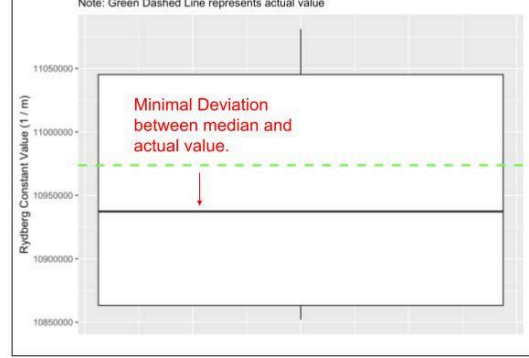 Note: Green Dashed Line represents actual value
Rydberg Constant Value (1 / m)
11050000
11000000
10950000
10900000
10850000
Minimal Deviation
between median and
actual value.